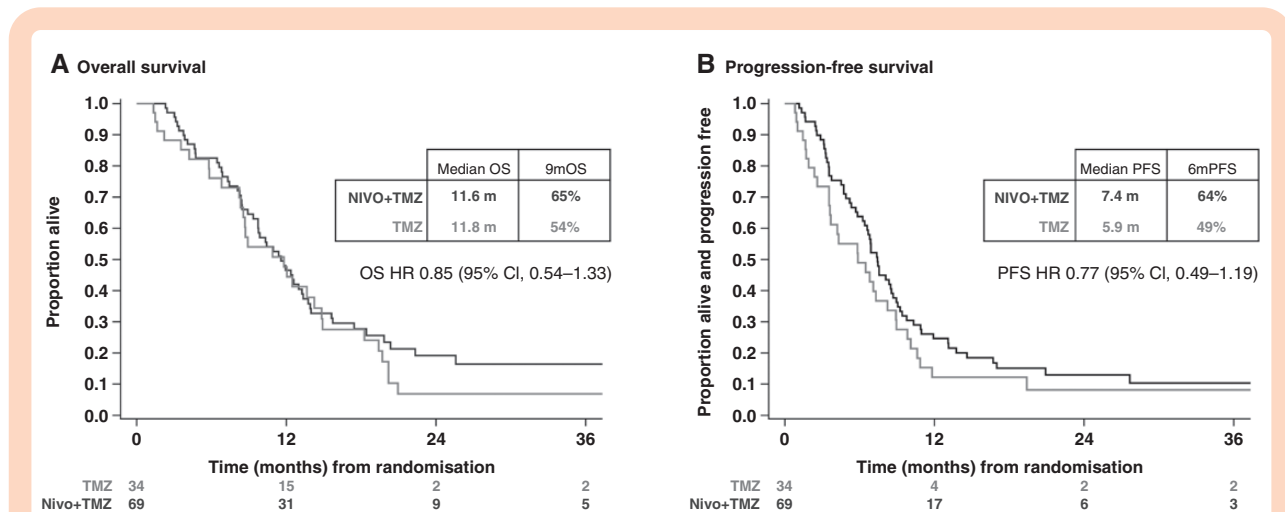 A Overall survival
Proportion alive
1.0
0.9
0.8
0.7
0.6
0.5
0.4
0.3
0.2
0.1
0.0
Median OS 9mOS
NIVO+TMZ 11.6 m 65%
TMZ 11.8 m 54%
OS HR 0.85 (95% CI, 0.54–1.33)
0 12 24 36
Time (months) from randomisation
TMZ 34 15 2 2
Nivo+TMZ 69 31 9 5
B Progression-free survival
Proportion alive and progression free
1.0
0.9
0.8
0.7
0.6
0.5
0.4
0.3
0.2
0.1
0.0
Median PFS 6mPFS
NIVO+TMZ 7.4 m 64%
TMZ 5.9 m 49%
PFS HR 0.77 (95% CI, 0.49–1.19)
0 12 24 36
Time (months) from randomisation
TMZ 34 4 2 2
Nivo+TMZ 69 17 6 3